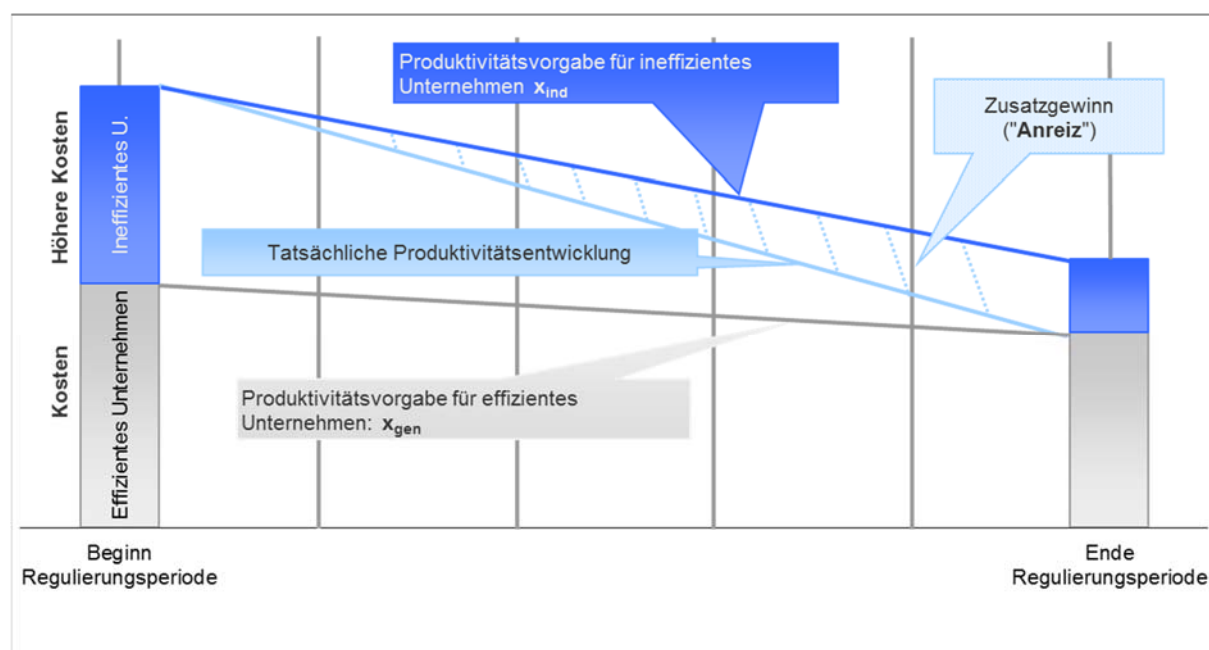 Produktivitätsvorgabe für ineffizientes
Unternehmen x_ind
Zusatzgewinn
("Anreiz")
Höhere Kosten
Ineffizientes U.
Tatsächliche Produktivitätsentwicklung
Kosten
Effizientes Unternehmen
Produktivitätsvorgabe für effizientes
Unternehmen: x_gen
Beginn
Regulierungsperiode
Ende
Regulierungsperiode